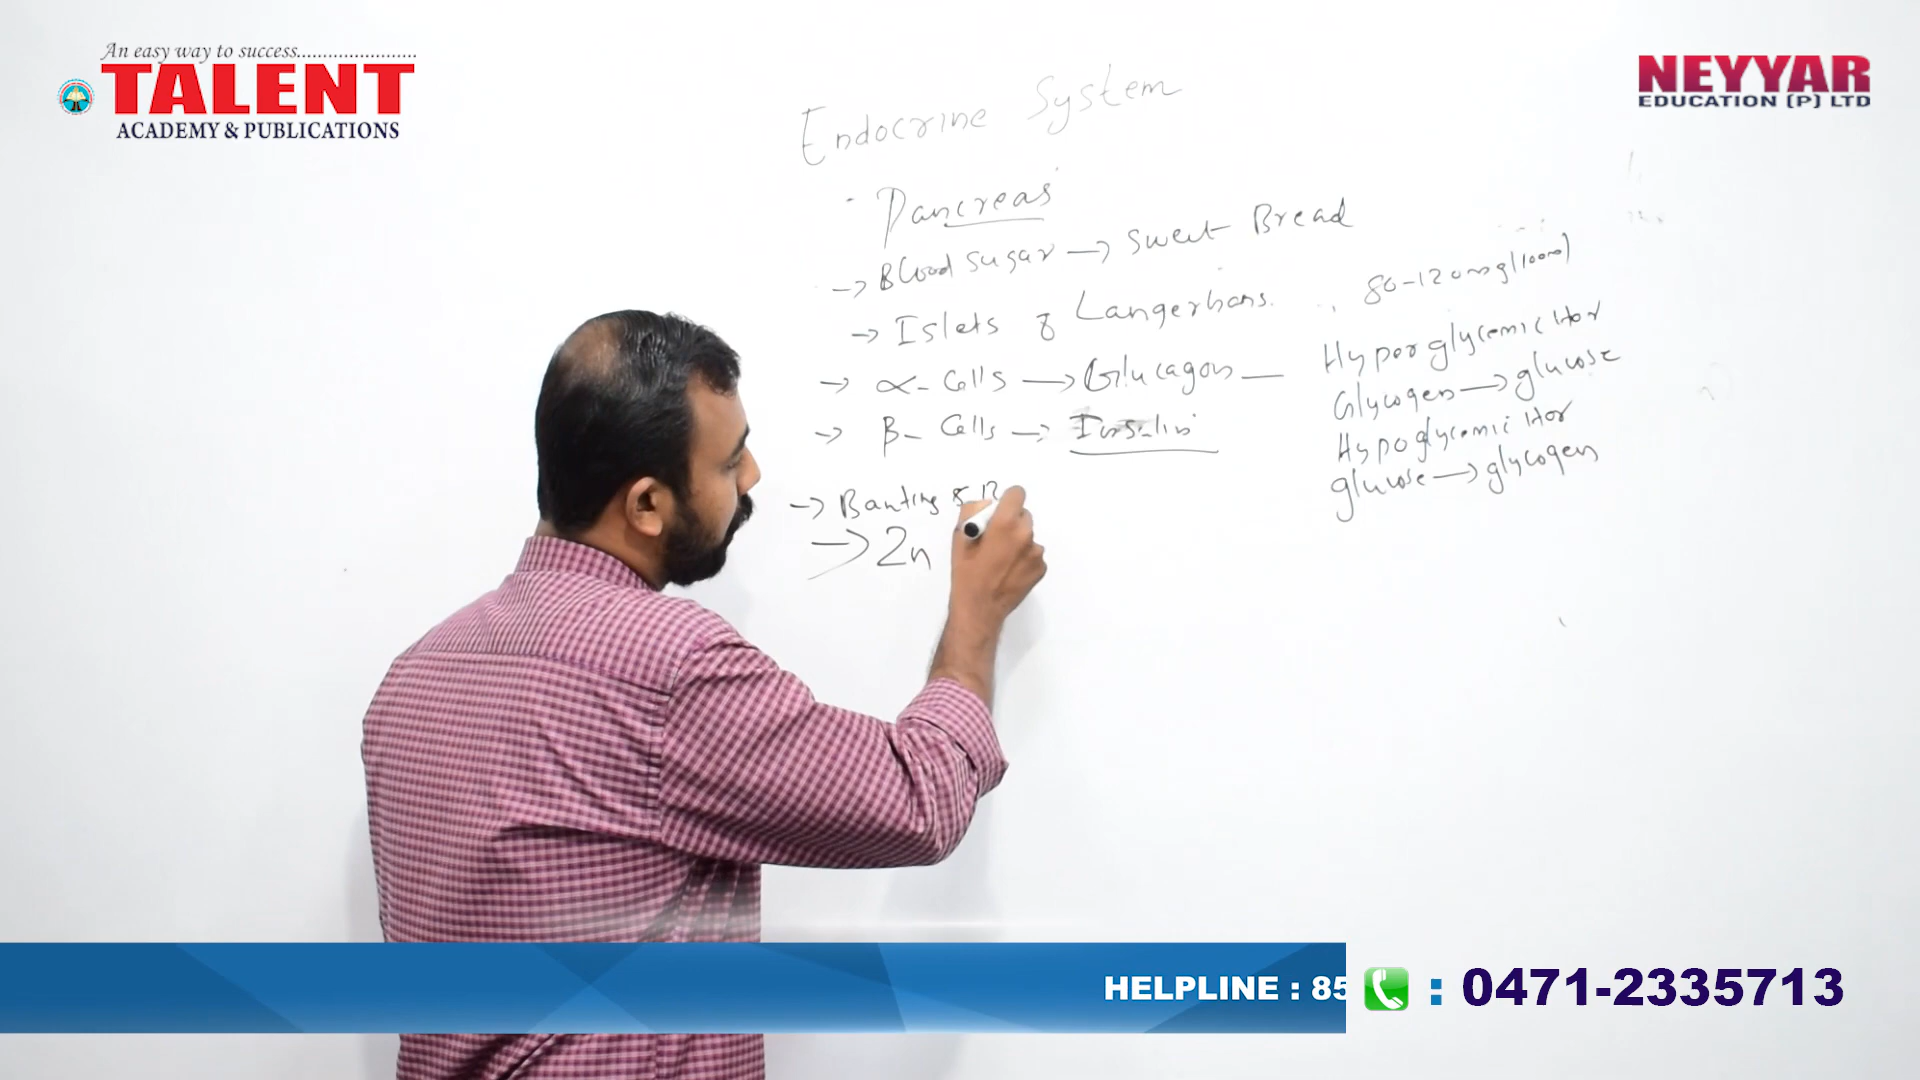 An easy way to success......................
TALENT
ACADEMY & PUBLICATIONS
NEYYAR
EDUCATION (P) LTD
Endocrine System
Pancreas
→ Blood sugar → Sweet Bread
→ Islets of Langerhans. 80-120mg/100ml
→ α- Cells → Glucagon — Hyperglycemic Hor
Glycogen → glucose
→ β- Cells → Insulin Hypoglycemic Hor
glucose → glycogen
→ Banting & B
→ Zn
HELPLINE : 85
: 0471-2335713